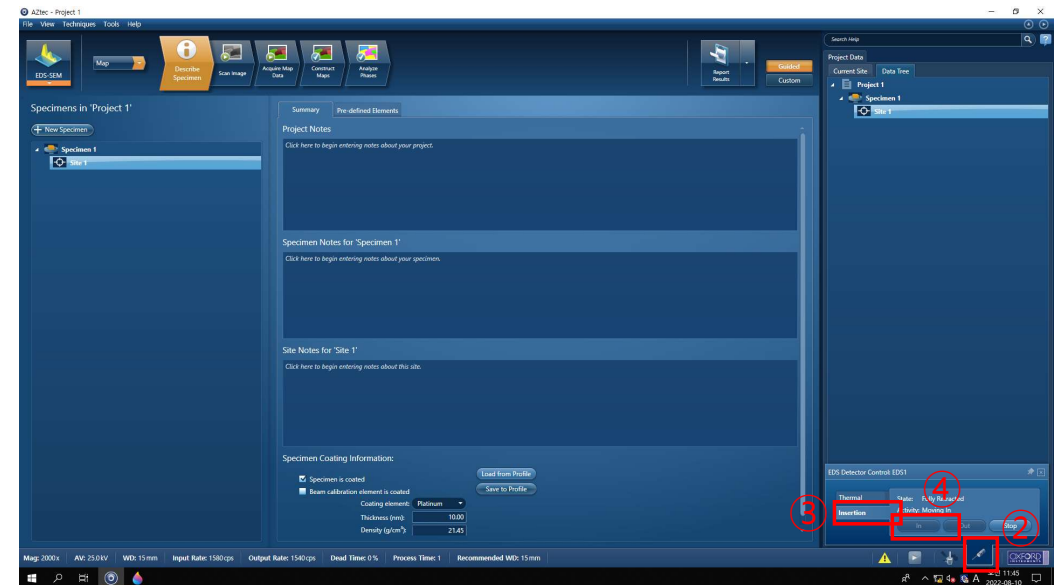 AZtec - Project 1
File View Techniques Tools Help
EDS-SEM
Map
Describe Specimen
Scan Image
Acquire Map Data
Construct Maps
Analyze Phases
Report Results
Guided
Custom
Search Help
Project Data
Current Site Data Tree
Project 1
Specimen 1
Site 1
Specimens in 'Project 1'
New Specimen
Specimen 1
Site 1
Summary Pre-defined Elements
Project Notes
Click here to begin entering notes about your project.
Specimen Notes for 'Specimen 1'
Click here to begin entering notes about your specimen.
Site Notes for 'Site 1'
Click here to begin entering notes about this site.
Specimen Coating Information:
Specimen is coated
Beam calibration element is coated
Coating element: Platinum
Thickness (nm): 10.00
Density (g/cm³): 21.45
Load from Profile
Save to Profile
EDS Detector Control: EDS1
④
Thermal
State: Fully Retracted
③
Insertion
Activity: Moving In
In Out Stop
②
Mag: 2000x AV: 25.0 kV WD: 15 mm Input Rate: 1580 cps Output Rate: 1540 cps Dead Time: 0 % Process Time: 1 Recommended WD: 15 mm
OXFORD
INSTRUMENTS
A
11:45
2022-08-10